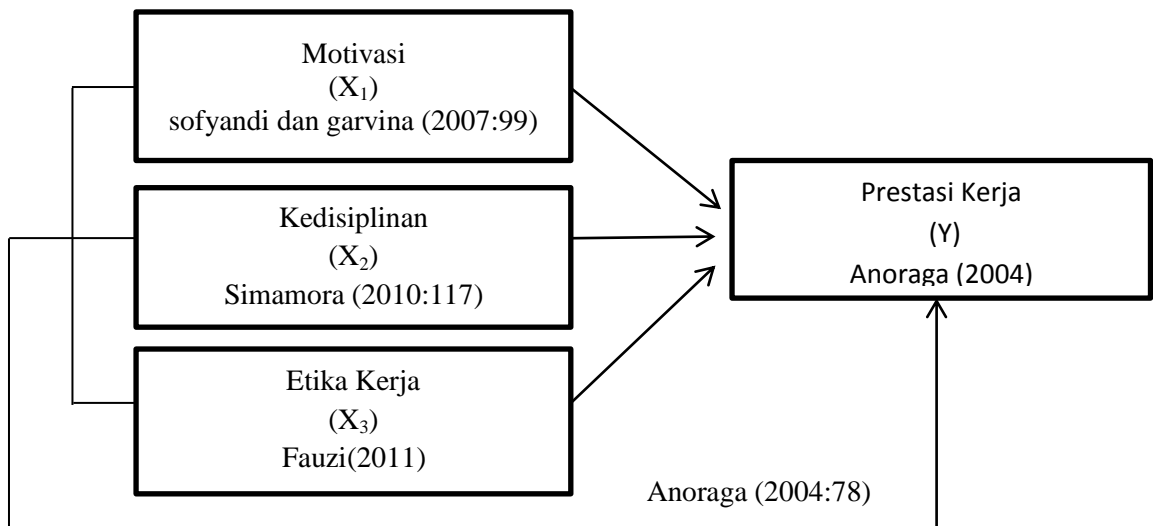 Motivasi
(X₁)
sofyandi dan garvina (2007:99)
Kedisiplinan
(X₂)
Simamora (2010:117)
Etika Kerja
(X₃)
Fauzi(2011)
Prestasi Kerja
(Y)
Anoraga (2004)
Anoraga (2004:78)